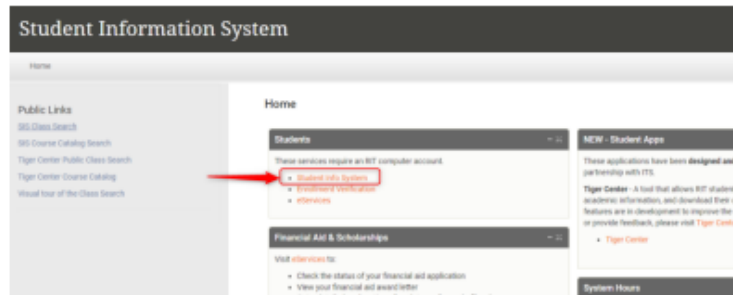 Student Information System
Home
Public Links
SIS Class Search
SIS Course Catalog Search
Tiger Center Public Class Search
Tiger Center Course Catalog
Visual tour of the Class Search
Home
Students
These services require an RIT computer account.
Student Info System
Enrollment Verification
eServices
Financial Aid & Scholarships
Visit eServices to:
Check the status of your financial aid application
View your financial aid award letter
NEW - Student Apps
These applications have been designed and
partnership with ITS.
Tiger Center - A tool that allows RIT student
academic information, and download their
features are in development to improve the
or provide feedback, please visit Tiger Cent
Tiger Center
System Hours